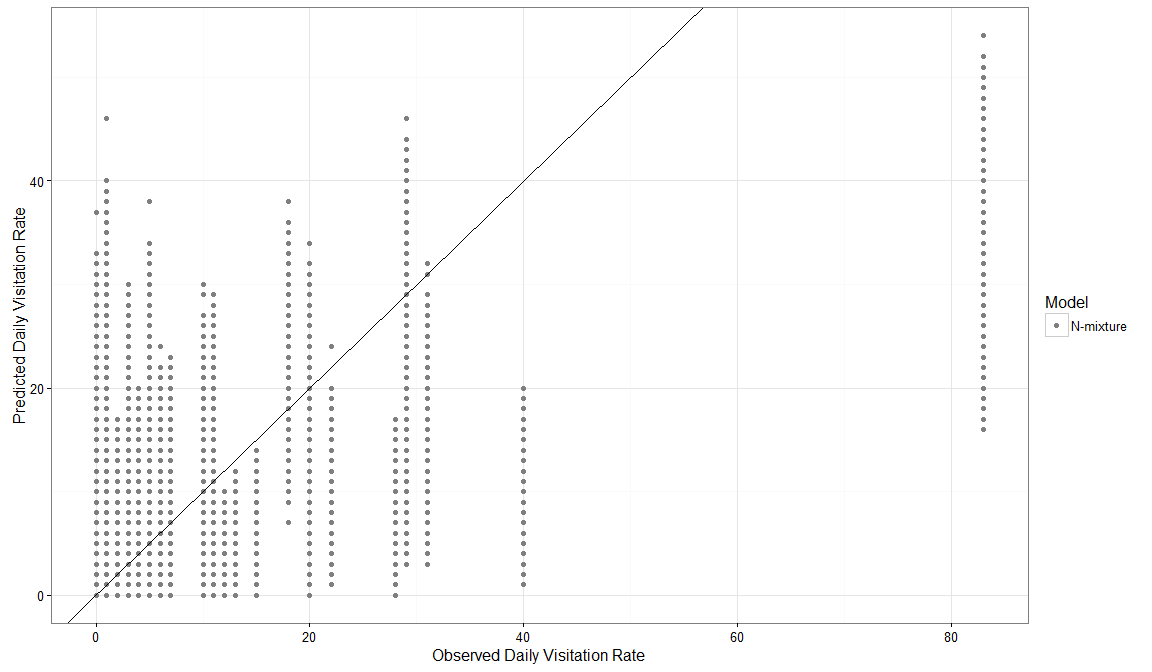 Predicted Daily Visitation Rate
40
20
0
0 20 40 60 80
Observed Daily Visitation Rate
Model
N-mixture